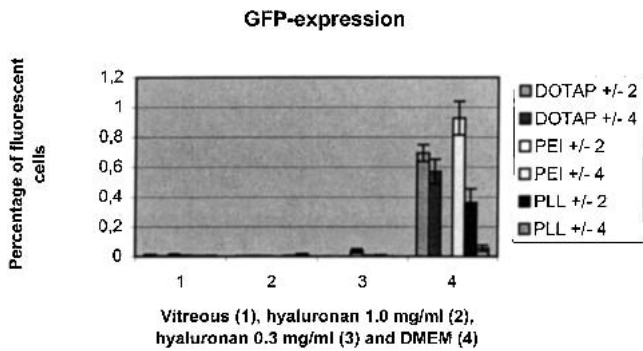 GFP-expression
Percentage of fluorescent
cells
1,2
1
0,8
0,6
0,4
0,2
0
1
2
3
4
DOTAP +/- 2
DOTAP +/- 4
PEI +/- 2
PEI +/- 4
PLL +/- 2
PLL +/- 4
Vitreous (1), hyaluronan 1.0 mg/ml (2),
hyaluronan 0.3 mg/ml (3) and DMEM (4)